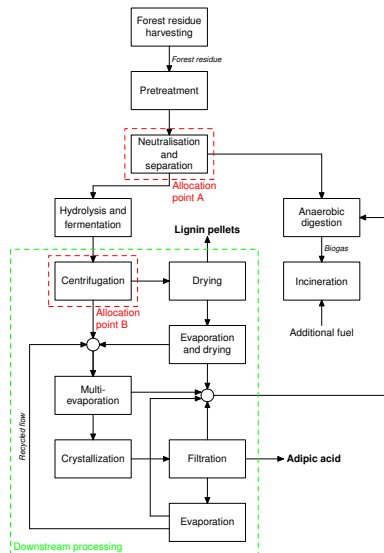 Forest residue
harvesting
Forest residue
Pretreatment
Neutralisation
and
separation
Allocation
point A
Hydrolysis and
fermentation
Anaerobic
digestion
Lignin pellets
Biogas
Centrifugation
Drying
Incineration
Allocation
point B
Additional fuel
Evaporation
and drying
Multi-
evaporation
Recycled flow
Crystallization
Filtration
Adipic acid
Evaporation
Downstream processing